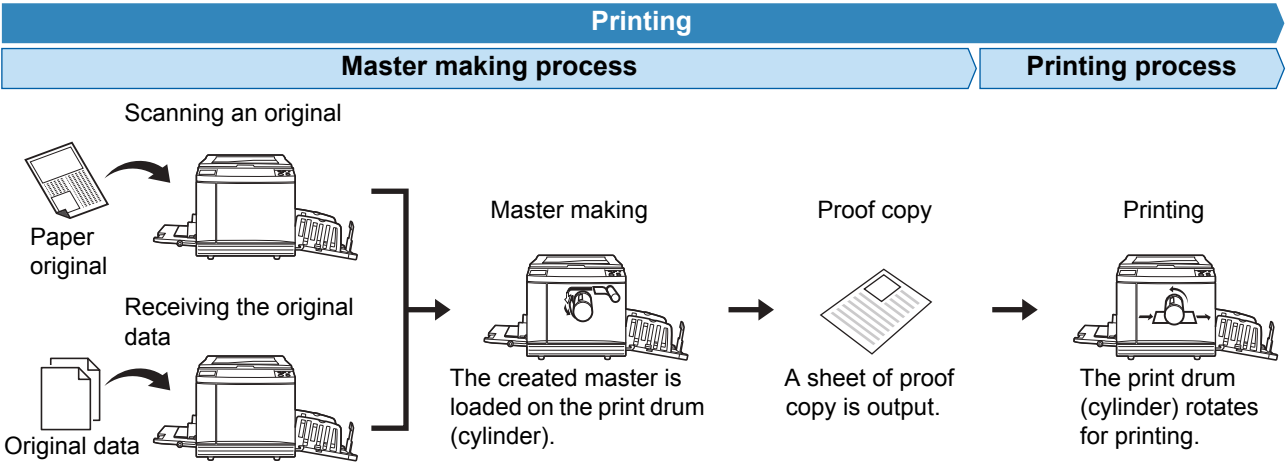 Printing
Master making process
Printing process
Scanning an original
Paper
original
Receiving the original
data
Original data
Master making
The created master is
loaded on the print drum
(cylinder).
Proof copy
A sheet of proof
copy is output.
Printing
The print drum
(cylinder) rotates
for printing.